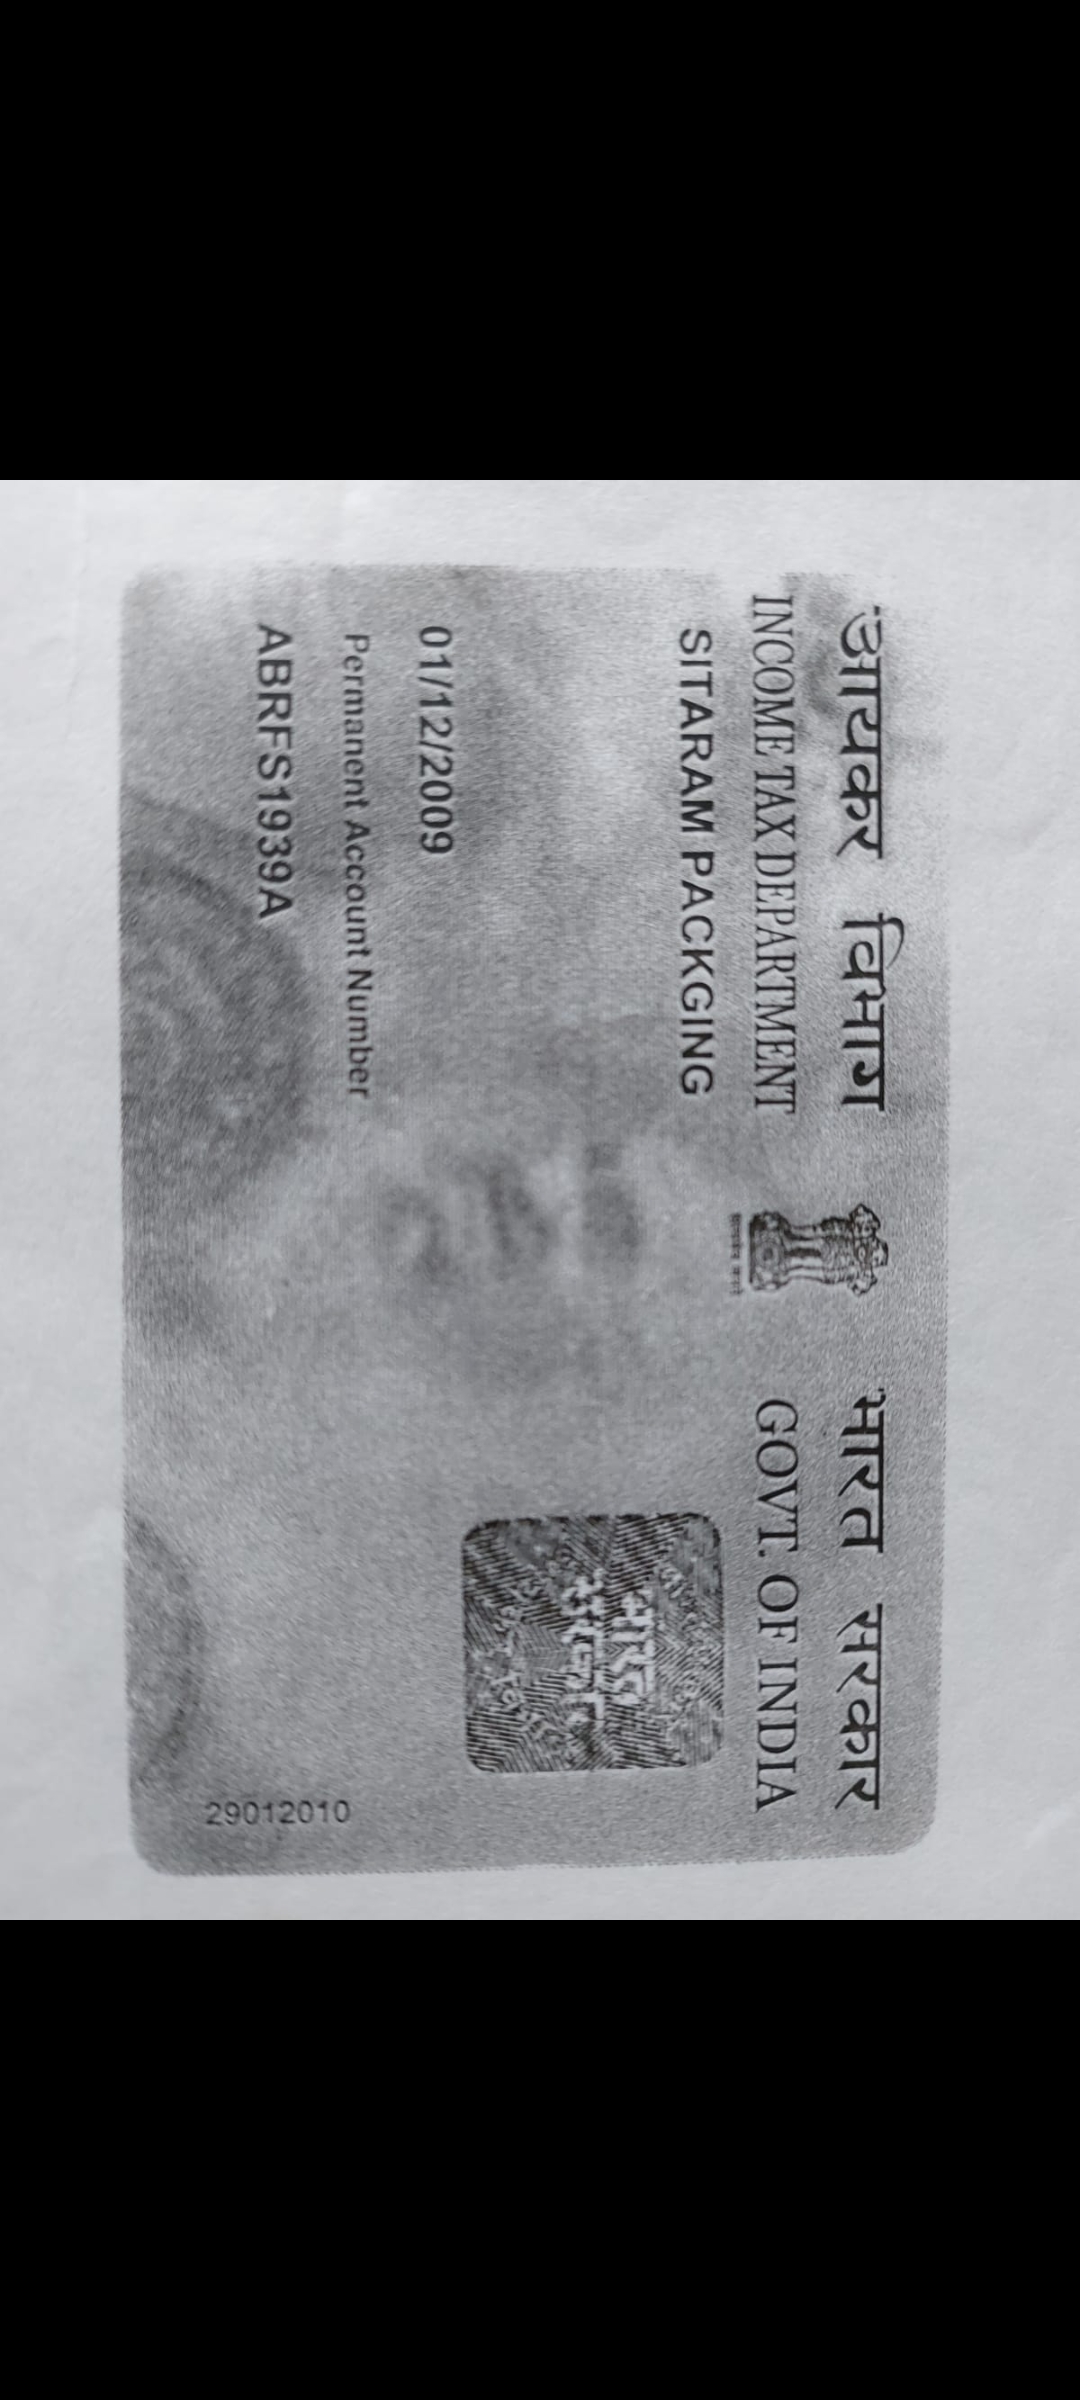 आयकर विभाग
INCOME TAX DEPARTMENT
भारत सरकार
GOVT. OF INDIA
SITARAM PACKGING
01/12/2009
Permanent Account Number
ABRFS1939A
भारत
29012010